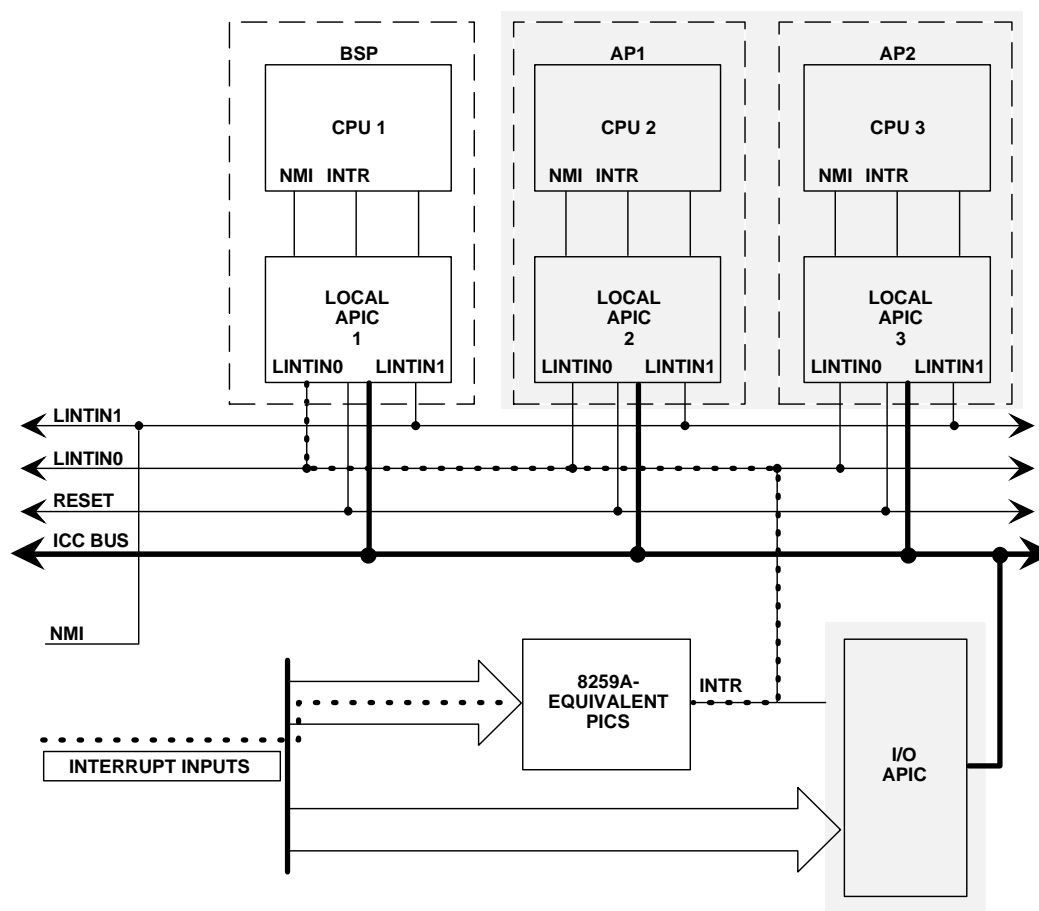 BSP
AP1
AP2
CPU 1
CPU 2
CPU 3
NMI INTR
NMI INTR
NMI INTR
LOCAL
APIC
1
LOCAL
APIC
2
LOCAL
APIC
3
LINTIN0 LINTIN1
LINTIN0 LINTIN1
LINTIN0 LINTIN1
LINTIN1
LINTIN0
RESET
ICC BUS
NMI
8259A-
EQUIVALENT
PICS
INTR
INTERRUPT INPUTS
I/O
APIC